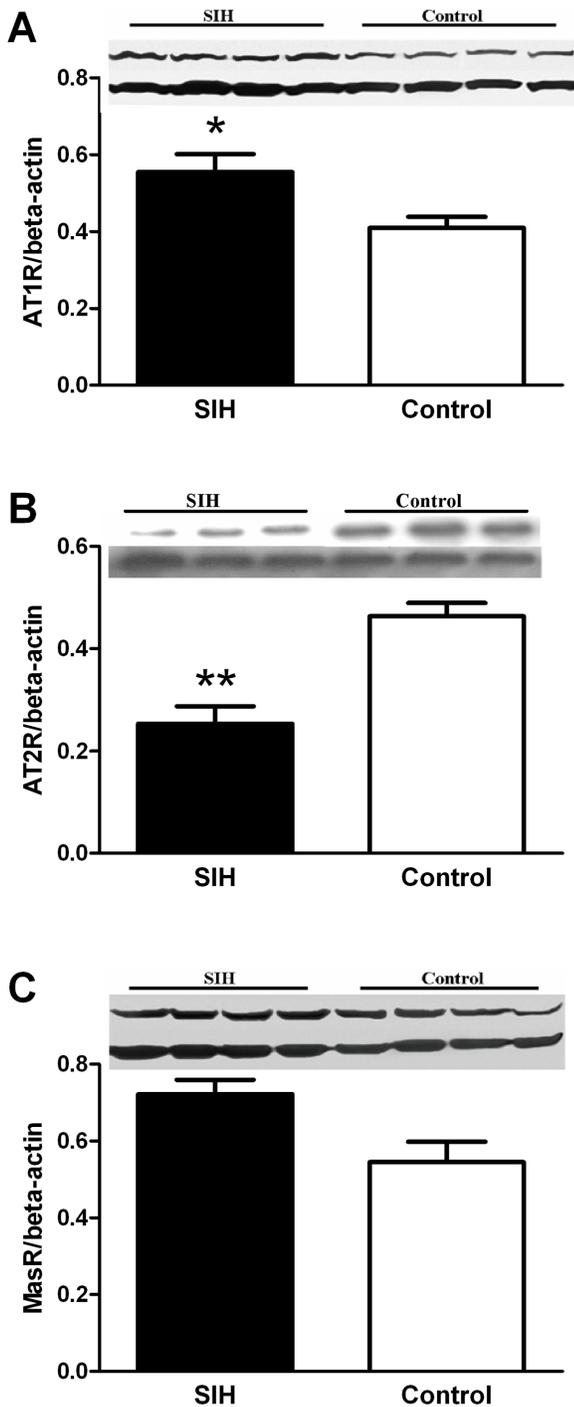 A
SIH Control
0.8
*
0.6
0.4
0.2
0.0
AT1R/beta-actin
SIH Control
B
SIH Control
0.6
0.4
**
0.2
0.0
AT2R/beta-actin
SIH Control
C
SIH Control
0.8
0.6
0.4
0.2
0.0
MasR/beta-actin
SIH Control